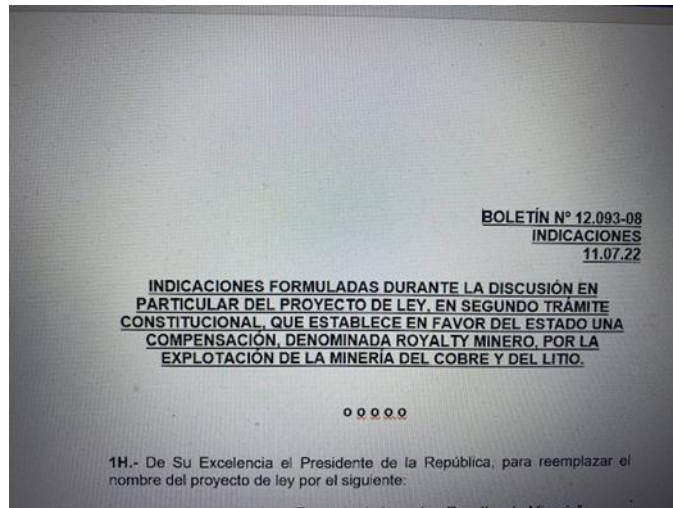 BOLETÍN Nº 12.093-08
INDICACIONES
11.07.22
INDICACIONES FORMULADAS DURANTE LA DISCUSIÓN EN
PARTICULAR DEL PROYECTO DE LEY, EN SEGUNDO TRÁMITE
CONSTITUCIONAL, QUE ESTABLECE EN FAVOR DEL ESTADO UNA
COMPENSACIÓN, DENOMINADA ROYALTY MINERO, POR LA
EXPLOTACIÓN DE LA MINERÍA DEL COBRE Y DEL LITIO.
o o o o o
1H.- De Su Excelencia el Presidente de la República, para reemplazar el
nombre del proyecto de ley por el siguiente: